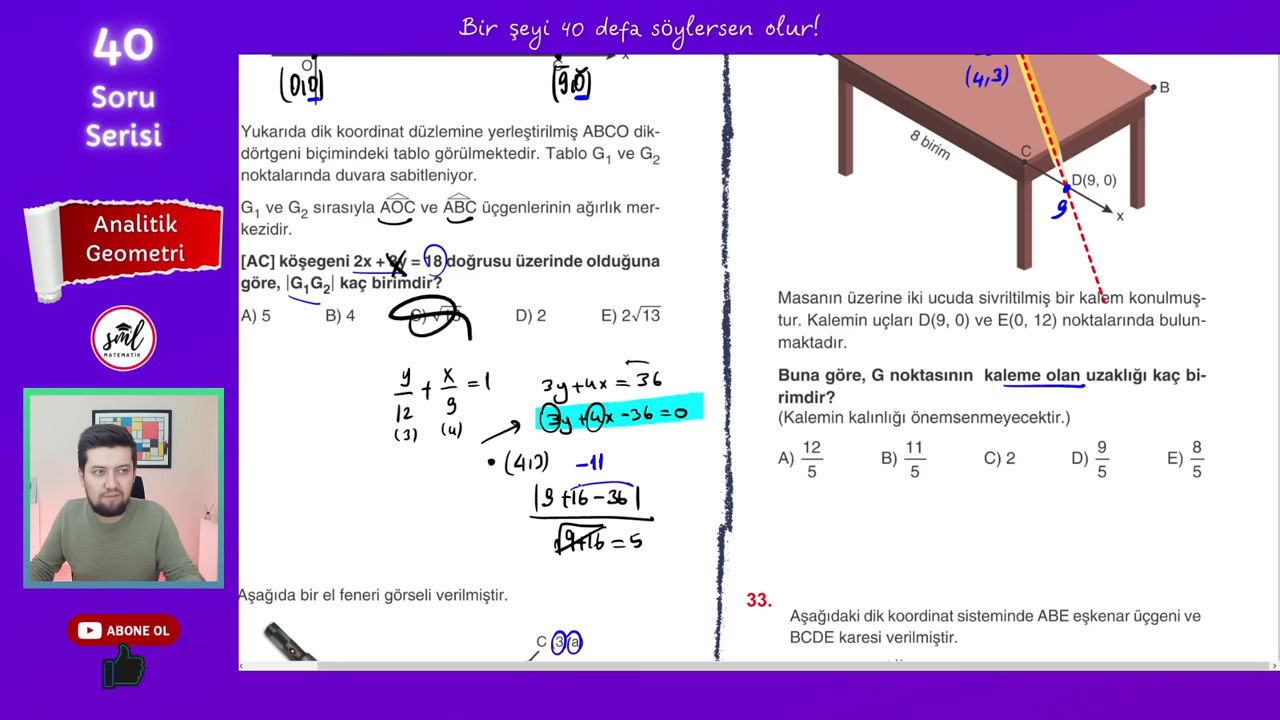 Bir şeyi 40 defa söylersen olur!
40
Soru
Serisi
Analitik
Geometri
sml
MATEMATİK
ABONE OL
O
x
(0,0)
(9,0)
Yukarıda dik koordinat düzlemine yerleştirilmiş ABCO dik-
dörtgeni biçimindeki tablo görülmektedir. Tablo G₁ ve G₂
noktalarında duvara sabitleniyor.
G₁ ve G₂ sırasıyla AOC ve ABC üçgenlerinin ağırlık mer-
kezidir.
[AC] köşegeni 2x + = 18 doğrusu üzerinde olduğuna
göre, |G₁G₂| kaç birimdir?
A) 5 B) 4 C) D) 2 E) 2√13
y/12 + x/9 = 1
(3) (4)
3y+4x = 36
3y+4x-36=0
• (4,3) -11
|9+16-36|
√9+16 = 5
Aşağıda bir el feneri görseli verilmiştir.
C (3,a)
(4,3)
B
8 birim
C
D(9, 0)
9
x
Masanın üzerine iki ucuda sivriltilmiş bir kalem konulmuş-
tur. Kalemin uçları D(9, 0) ve E(0, 12) noktalarında bulun-
maktadır.
Buna göre, G noktasının kaleme olan uzaklığı kaç bi-
rimdir?
(Kalemin kalınlığı önemsenmeyecektir.)
A) 12/5 B) 11/5 C) 2 D) 9/5 E) 8/5
33.
Aşağıdaki dik koordinat sisteminde ABE eşkenar üçgeni ve
BCDE karesi verilmiştir.